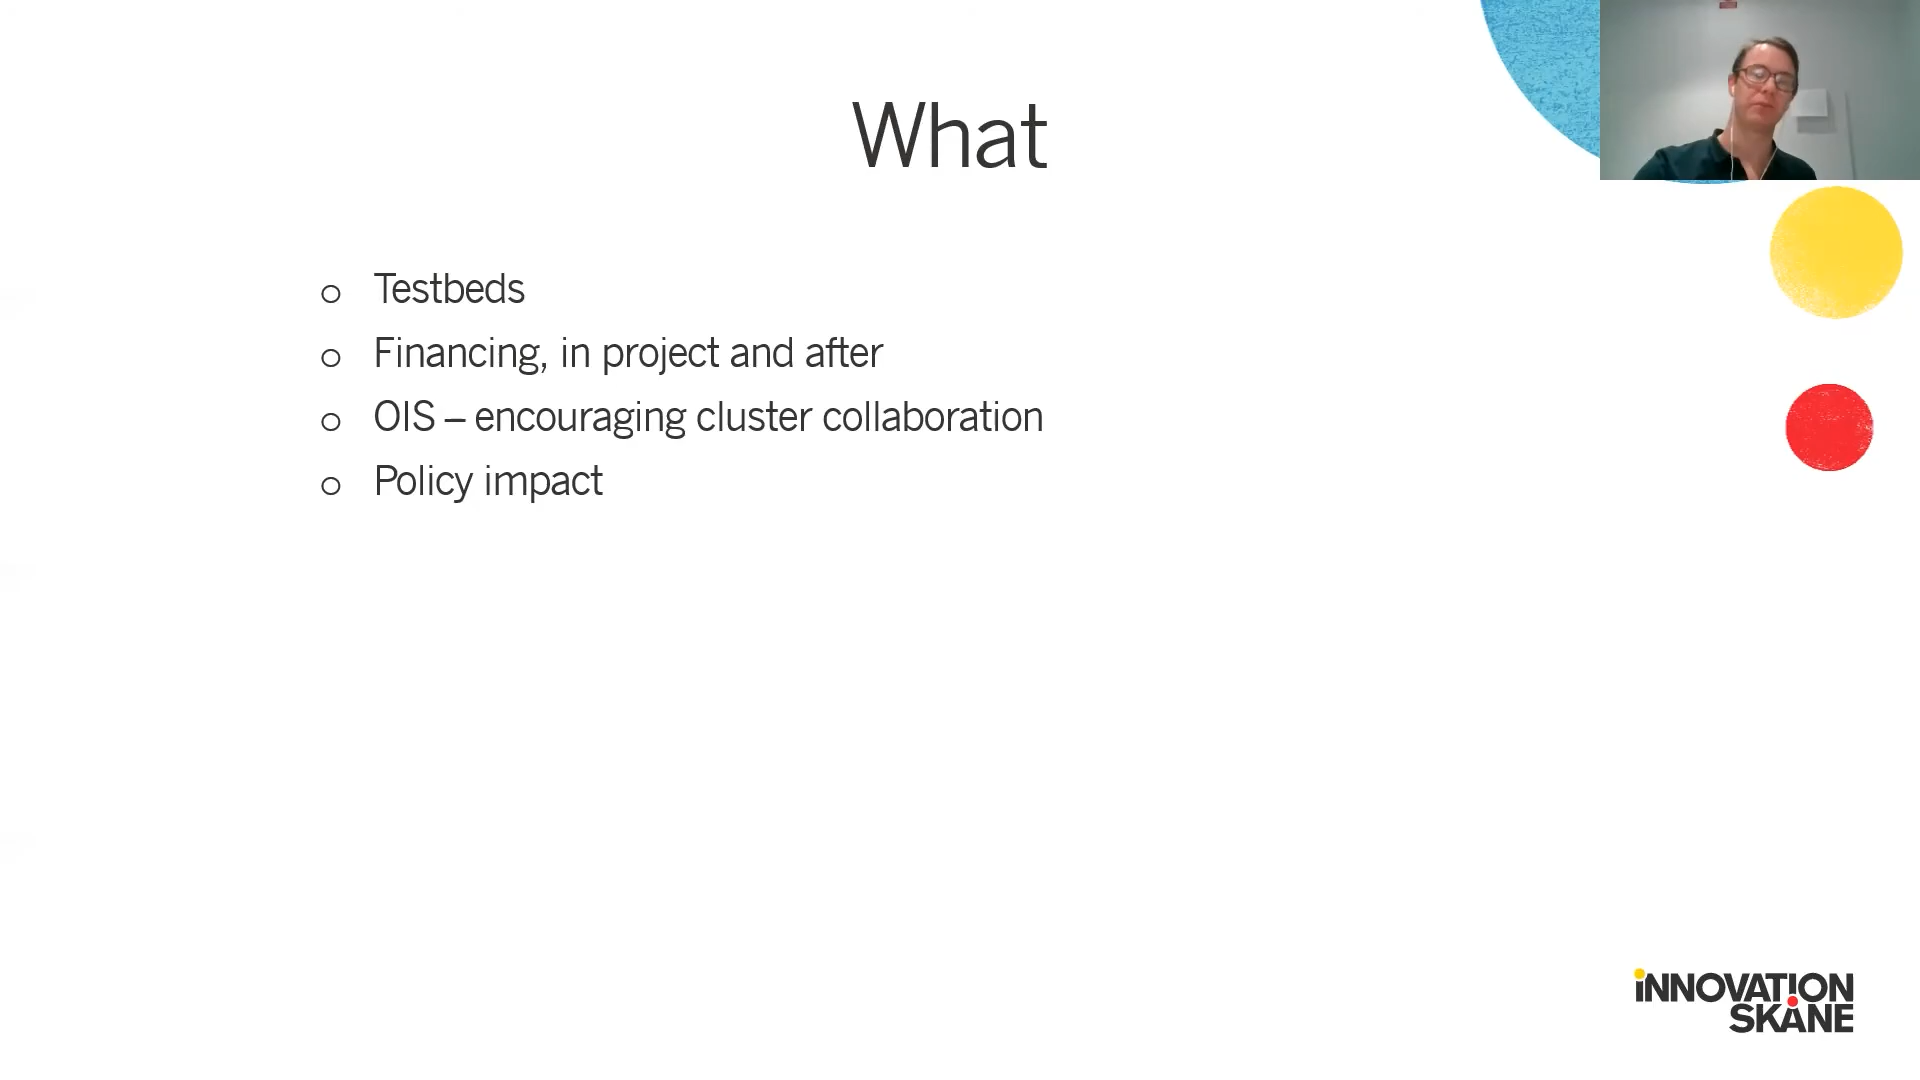 What
Testbeds
Financing, in project and after
OIS – encouraging cluster collaboration
Policy impact
INNOVATION
SKÅNE